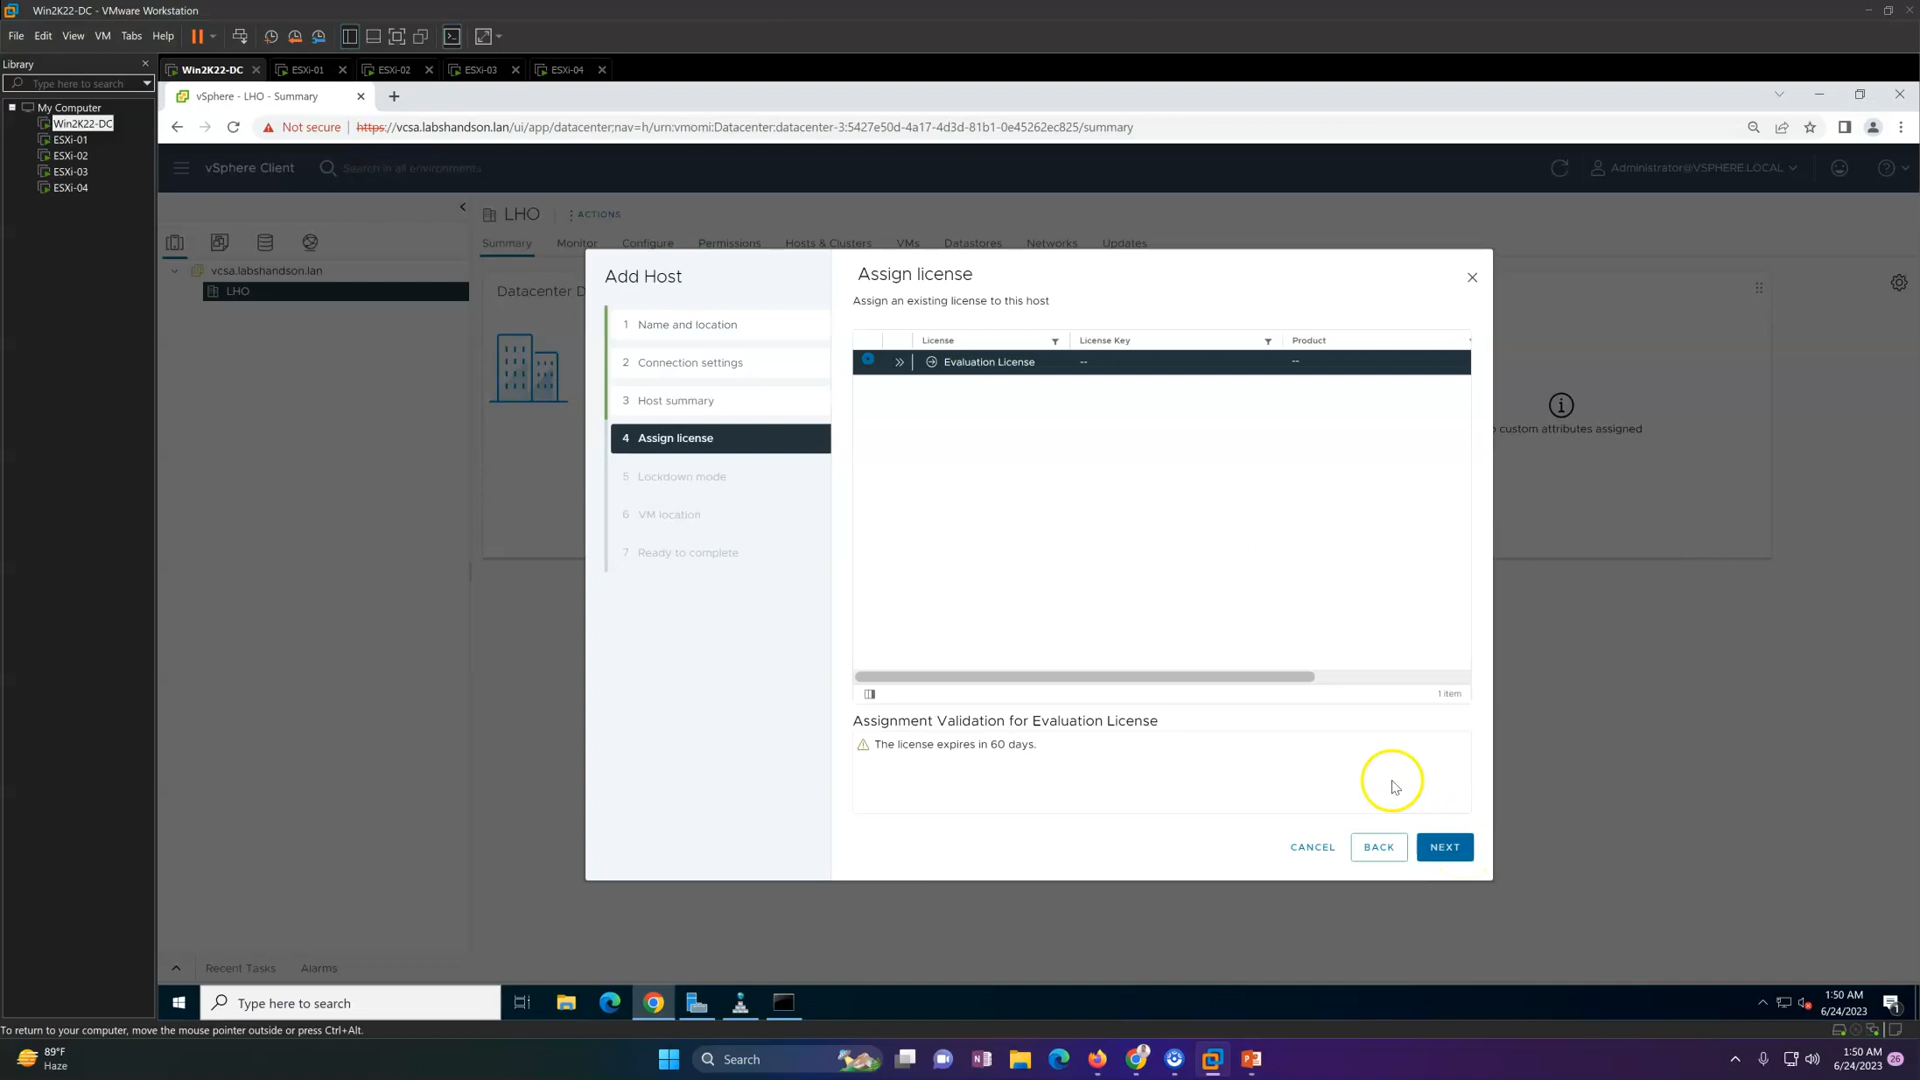 Win2K22-DC - VMware Workstation
File Edit View VM Tabs Help
Library
Type here to search
My Computer
Win2K22-DC
ESXi-01
ESXi-02
ESXi-03
ESXi-04
Win2K22-DC ESXi-01 ESXi-02 ESXi-03 ESXi-04
vSphere - LHO - Summary
Not secure https://vcsa.labshandson.lan/ui/app/datacenter;nav=h/urn:vmomi:Datacenter:datacenter-3:5427e50d-4a17-4d3d-81b1-0e45262ec825/summary
vSphere Client Search in all environments Administrator@VSPHERE.LOCAL
LHO ACTIONS
Summary Monitor Configure Permissions Hosts & Clusters VMs Datastores Networks Updates
vcsa.labshandson.lan
LHO
Datacenter D
custom attributes assigned
Add Host
1 Name and location
2 Connection settings
3 Host summary
4 Assign license
5 Lockdown mode
6 VM location
7 Ready to complete
Assign license
Assign an existing license to this host
License License Key Product
Evaluation License -- --
1 item
Assignment Validation for Evaluation License
The license expires in 60 days.
CANCEL BACK NEXT
Recent Tasks Alarms
Type here to search
1:50 AM
6/24/2023
1
To return to your computer, move the mouse pointer outside or press Ctrl+Alt.
89°F
Haze
Search
1:50 AM
6/24/2023
26